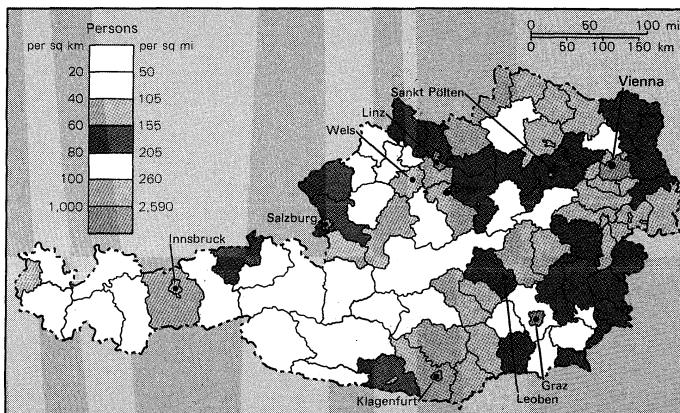 Persons
per sq km per sq mi
20 50
40 105
60 155
80 205
100 260
1,000 2,590
0 50 100 mi
0 50 100 150 km
Vienna
Sankt Pölten
Linz
Wels
Salzburg
Innsbruck
Klagenfurt
Graz
Leoben